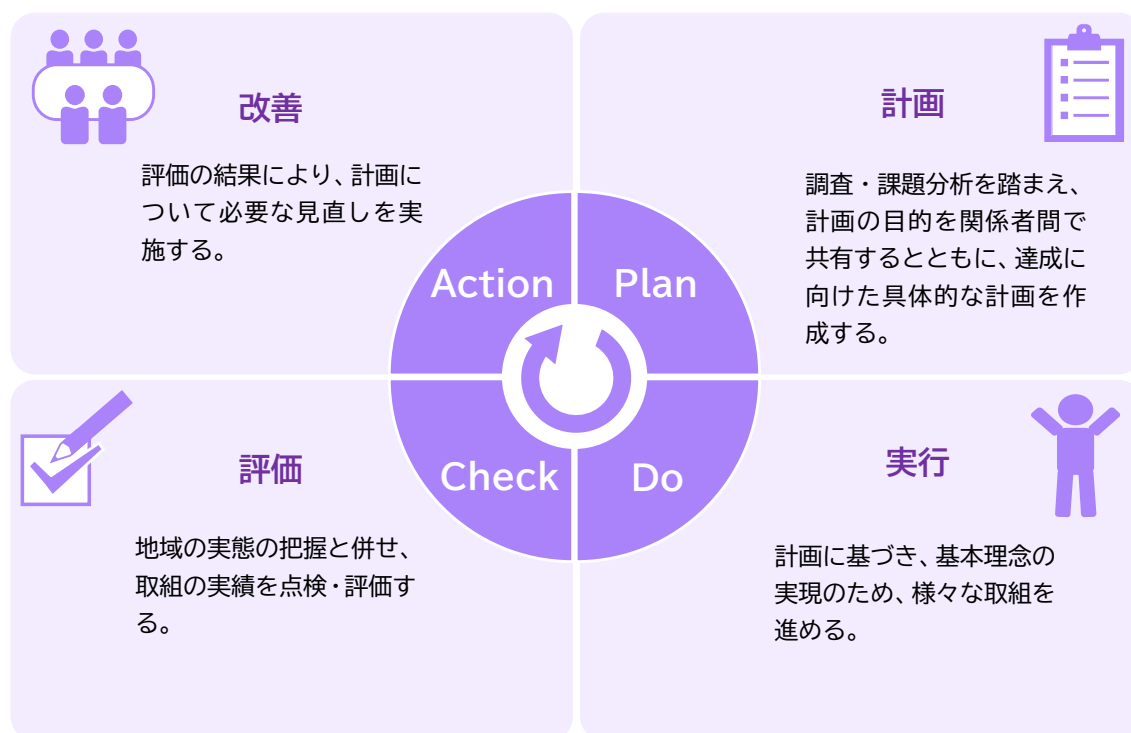 改善
評価の結果により、計画に
ついて必要な見直しを実
施する。
計画
調査・課題分析を踏まえ、
計画の目的を関係者間で
共有するとともに、達成に
向けた具体的な計画を作
成する。
Action
Plan
Check
Do
評価
地域の実態の把握と併せ、
取組の実績を点検・評価す
る。
実行
計画に基づき、基本理念の
実現のため、様々な取組を
進める。